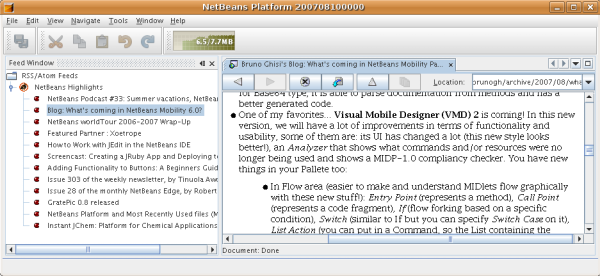 NetBeans Platform 200708100000
File Edit View Navigate Tools Window Help
6.5/7.7MB
Feed Window
RSS/Atom Feeds
NetBeans Highlights
NetBeans Podcast #33: Summer vacations, NetBea
Blog: What's coming in NetBeans Mobility 6.0?
NetBeans worldTour 2006-2007 Wrap-Up
Featured Partner : Xoetrope
How to Work with JEdit in the NetBeans IDE
Screencast: Creating a JRuby App and Deploying to
Adding Functionality to Buttons: A Beginners Guide
Issue 303 of the weekly newsletter, by Tinuola Awe
Issue 28 of the monthly NetBeans Edge, by Robert
GratePic 0.8 released
NetBeans Platform and Most Recently Used files (M
Instant JChem: Platform for Chemical Applications
Bruno Ghisi's Blog: What's coming in NetBeans Mobility Pa...
Location: brunogh/archive/2007/08/wha
for Base64 type, it is able to parse documentation from methods and has a
better generated code.
One of my favorites... Visual Mobile Designer (VMD) 2 is coming! In this new
version, we will have a lot of improvements in terms of functionality and
usability, some of them are: its UI has changed a lot (this new style looks
better!), an Analyzer that shows what commands and/or resources were no
longer being used and shows a MIDP-1.0 compliancy checker. You have new
things in your Pallete too:
In Flow area (easier to make and understand MIDlets flow graphically
with these new stuff!): Entry Point (represents a method), Call Point
(represents a code fragment), If (flow forking based on a specific
condition), Switch (similar to If but you can specify Switch Case on it),
List Action (you can put in a Command, so the List containing the
Document: Done